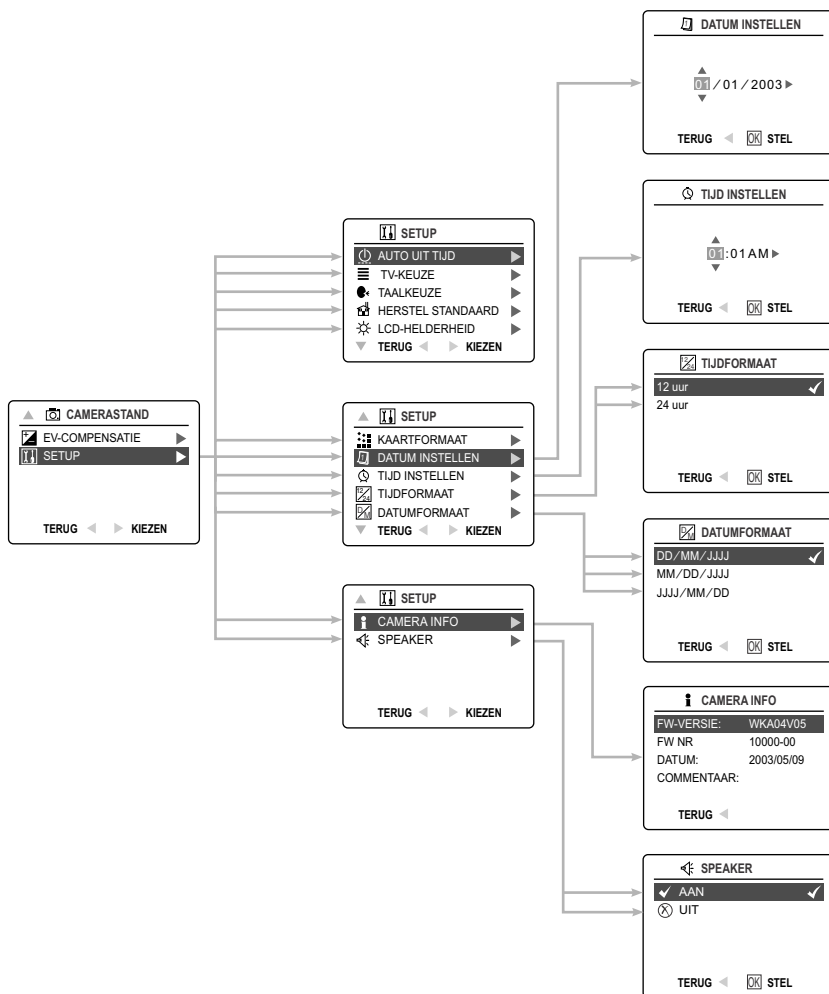 DATUM INSTELLEN
01/01/2003
TERUG OK STEL
TIJD INSTELLEN
01:01AM
TERUG OK STEL
SETUP
AUTO UIT TIJD
TV-KEUZE
TAALKEUZE
HERSTEL STANDAARD
LCD-HELDERHEID
TERUG KIEZEN
TIJDFORMAAT
12 uur
24 uur
TERUG OK STEL
CAMERASTAND
EV-COMPENSATIE
SETUP
TERUG KIEZEN
SETUP
KAARTFORMAAT
DATUM INSTELLEN
TIJD INSTELLEN
12/24 TIJDFORMAAT
D/M DATUMFORMAAT
TERUG KIEZEN
DATUMFORMAAT
DD/MM/JJJJ
MM/DD/JJJJ
JJJJ/MM/DD
TERUG OK STEL
SETUP
CAMERA INFO
SPEAKER
TERUG KIEZEN
CAMERA INFO
FW-VERSIE: WKA04V05
FW NR 10000-00
DATUM: 2003/05/09
COMMENTAAR:
TERUG
SPEAKER
AAN
UIT
TERUG OK STEL